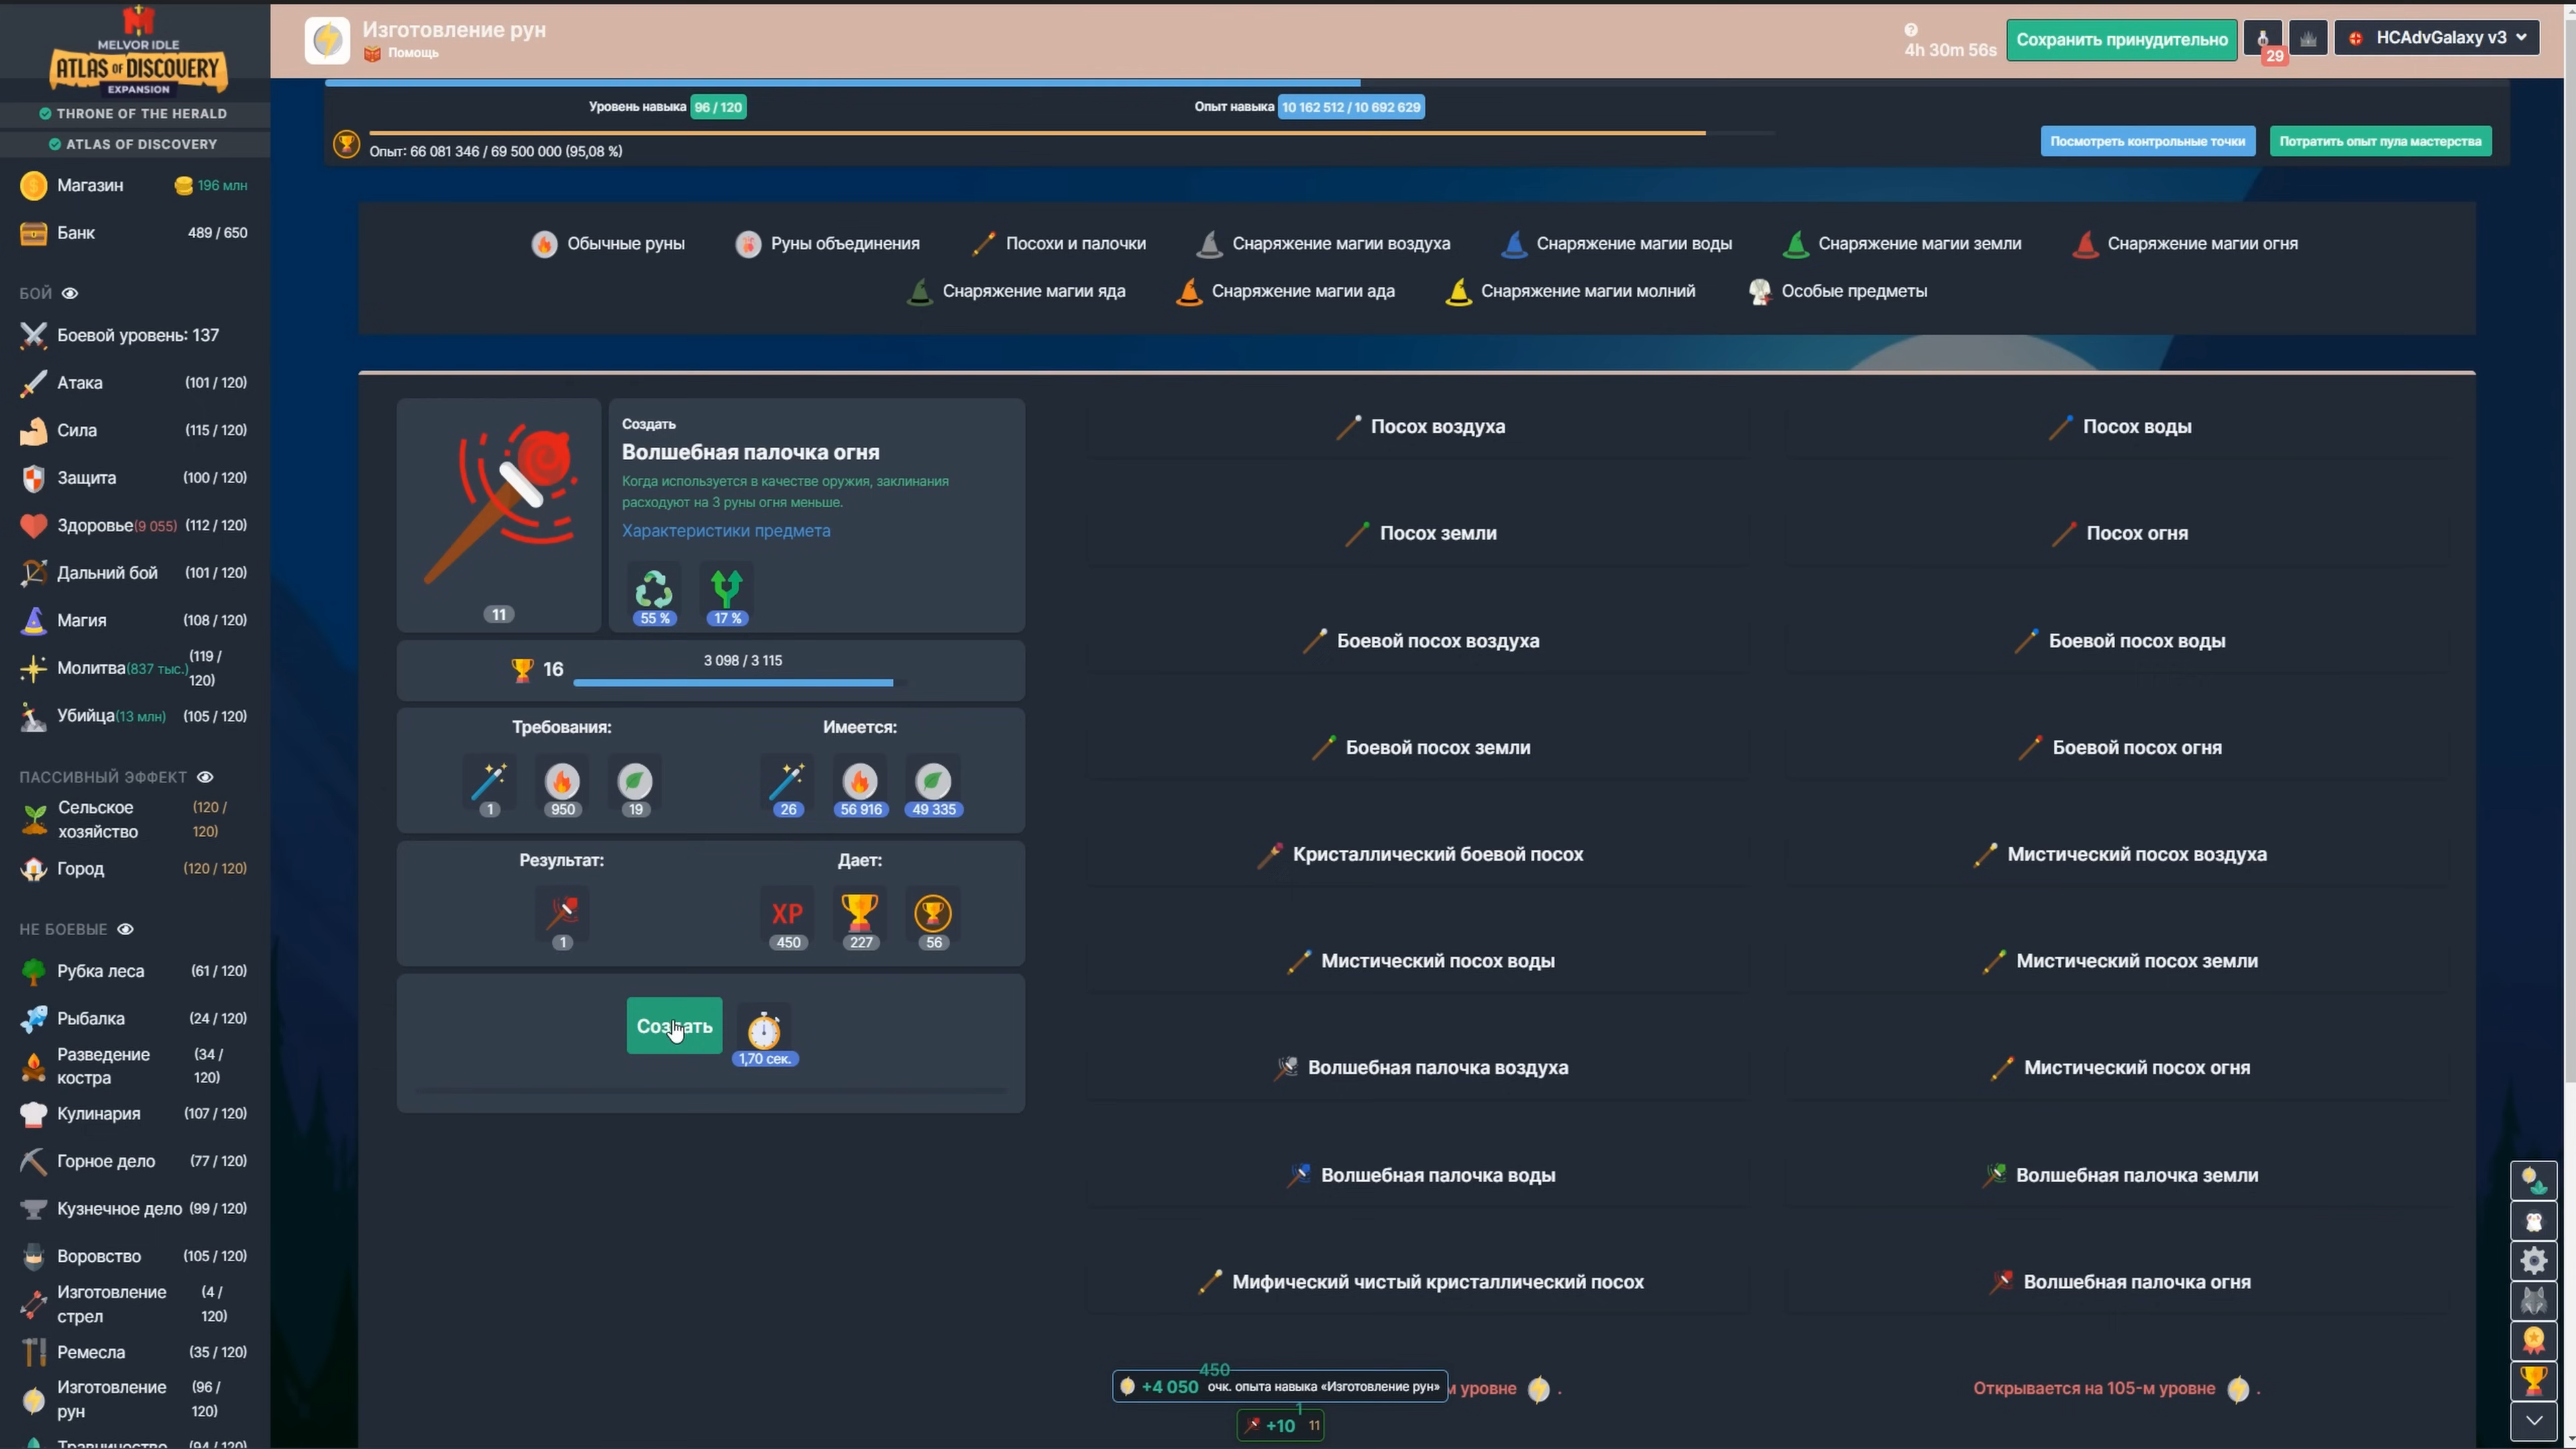 MELVOR IDLE
ATLAS OF DISCOVERY
EXPANSION
THRONE OF THE HERALD
ATLAS OF DISCOVERY
Магазин 196 млн
Банк 489 / 650
БОЙ
Боевой уровень: 137
Атака (101 / 120)
Сила (115 / 120)
Защита (100 / 120)
Здоровье(9 055) (112 / 120)
Дальний бой (101 / 120)
Магия (108 / 120)
Молитва(837 тыс.) (119 / 120)
Убийца(13 млн) (105 / 120)
ПАССИВНЫЙ ЭФФЕКТ
Сельское хозяйство (120 / 120)
Город (120 / 120)
НЕ БОЕВЫЕ
Рубка леса (61 / 120)
Рыбалка (24 / 120)
Разведение костра (34 / 120)
Кулинария (107 / 120)
Горное дело (77 / 120)
Кузнечное дело (99 / 120)
Воровство (105 / 120)
Изготовление стрел (4 / 120)
Ремесла (35 / 120)
Изготовление рун (96 / 120)
Травничество (94 / 120)
Изготовление рун
Помощь
4h 30m 56s
Сохранить принудительно
29
HCAdvGalaxy v3
Уровень навыка 96 / 120
Опыт навыка 10 162 512 / 10 692 629
Опыт: 66 081 346 / 69 500 000 (95,08 %)
Посмотреть контрольные точки
Потратить опыт пула мастерства
Обычные руны
Руны объединения
Посохи и палочки
Снаряжение магии воздуха
Снаряжение магии воды
Снаряжение магии земли
Снаряжение магии огня
Снаряжение магии яда
Снаряжение магии ада
Снаряжение магии молний
Особые предметы
11
Создать
Волшебная палочка огня
Когда используется в качестве оружия, заклинания
расходуют на 3 руны огня меньше.
Характеристики предмета
55 % 17 %
16
3 098 / 3 115
Требования: Имеется:
1 950 19 26 56 916 49 335
Результат: Дает:
XP
1 450 227 56
Создать
1,70 сек.
Посох воздуха
Посох воды
Посох земли
Посох огня
Боевой посох воздуха
Боевой посох воды
Боевой посох земли
Боевой посох огня
Кристаллический боевой посох
Мистический посох воздуха
Мистический посох воды
Мистический посох земли
Волшебная палочка воздуха
Мистический посох огня
Волшебная палочка воды
Волшебная палочка земли
Мифический чистый кристаллический посох
Волшебная палочка огня
450
+4 050 очк. опыта навыка «Изготовление рун»
м уровне .
Открывается на 105-м уровне .
1
+10 11